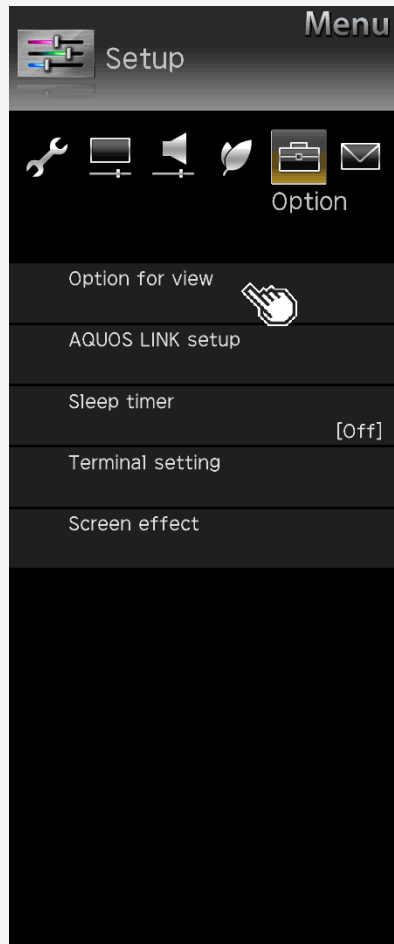 Menu
Setup
Option
Option for view
AQUOS LINK setup
Sleep timer
[Off]
Terminal setting
Screen effect